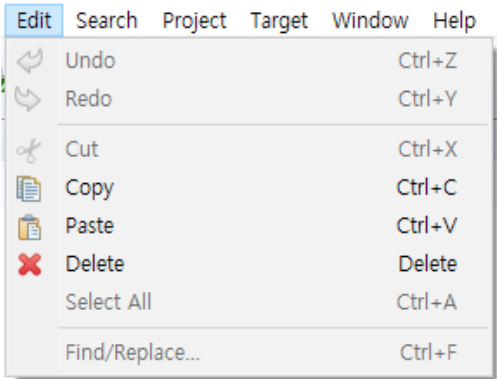 Edit Search Project Target Window Help
Undo Ctrl+Z
Redo Ctrl+Y
Cut Ctrl+X
Copy Ctrl+C
Paste Ctrl+V
Delete Delete
Select All Ctrl+A
Find/Replace... Ctrl+F